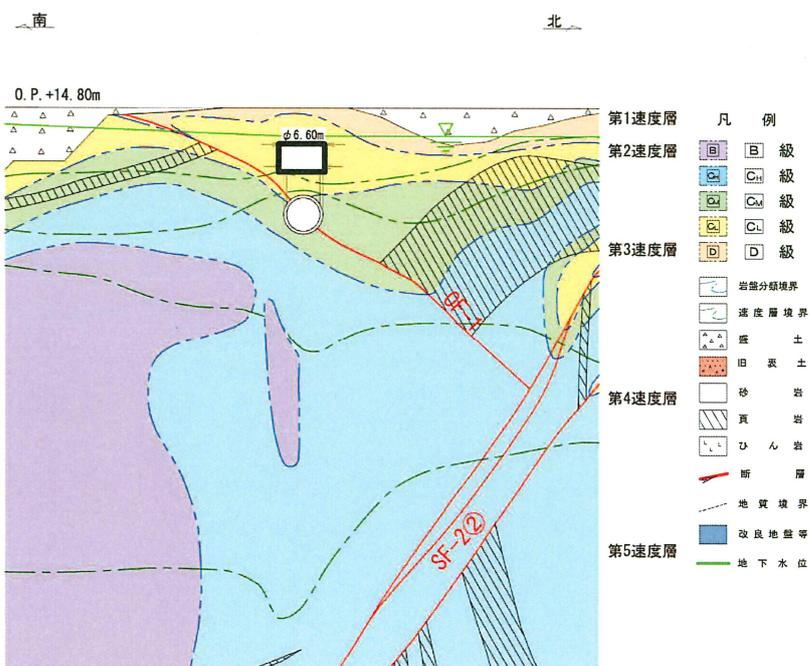 南
北
O.P.+14.80m
φ6.60m
OF-1
SF-2②
第1速度層
第2速度層
第3速度層
第4速度層
第5速度層
凡 例
B B 級
CH CH 級
CM CM 級
CL CL 級
D D 級
岩盤分類境界
速度層境界
盛 土
旧 表 土
砂 岩
頁 岩
ひ ん 岩
断 層
地 質 境 界
改 良 地 盤 等
地 下 水 位